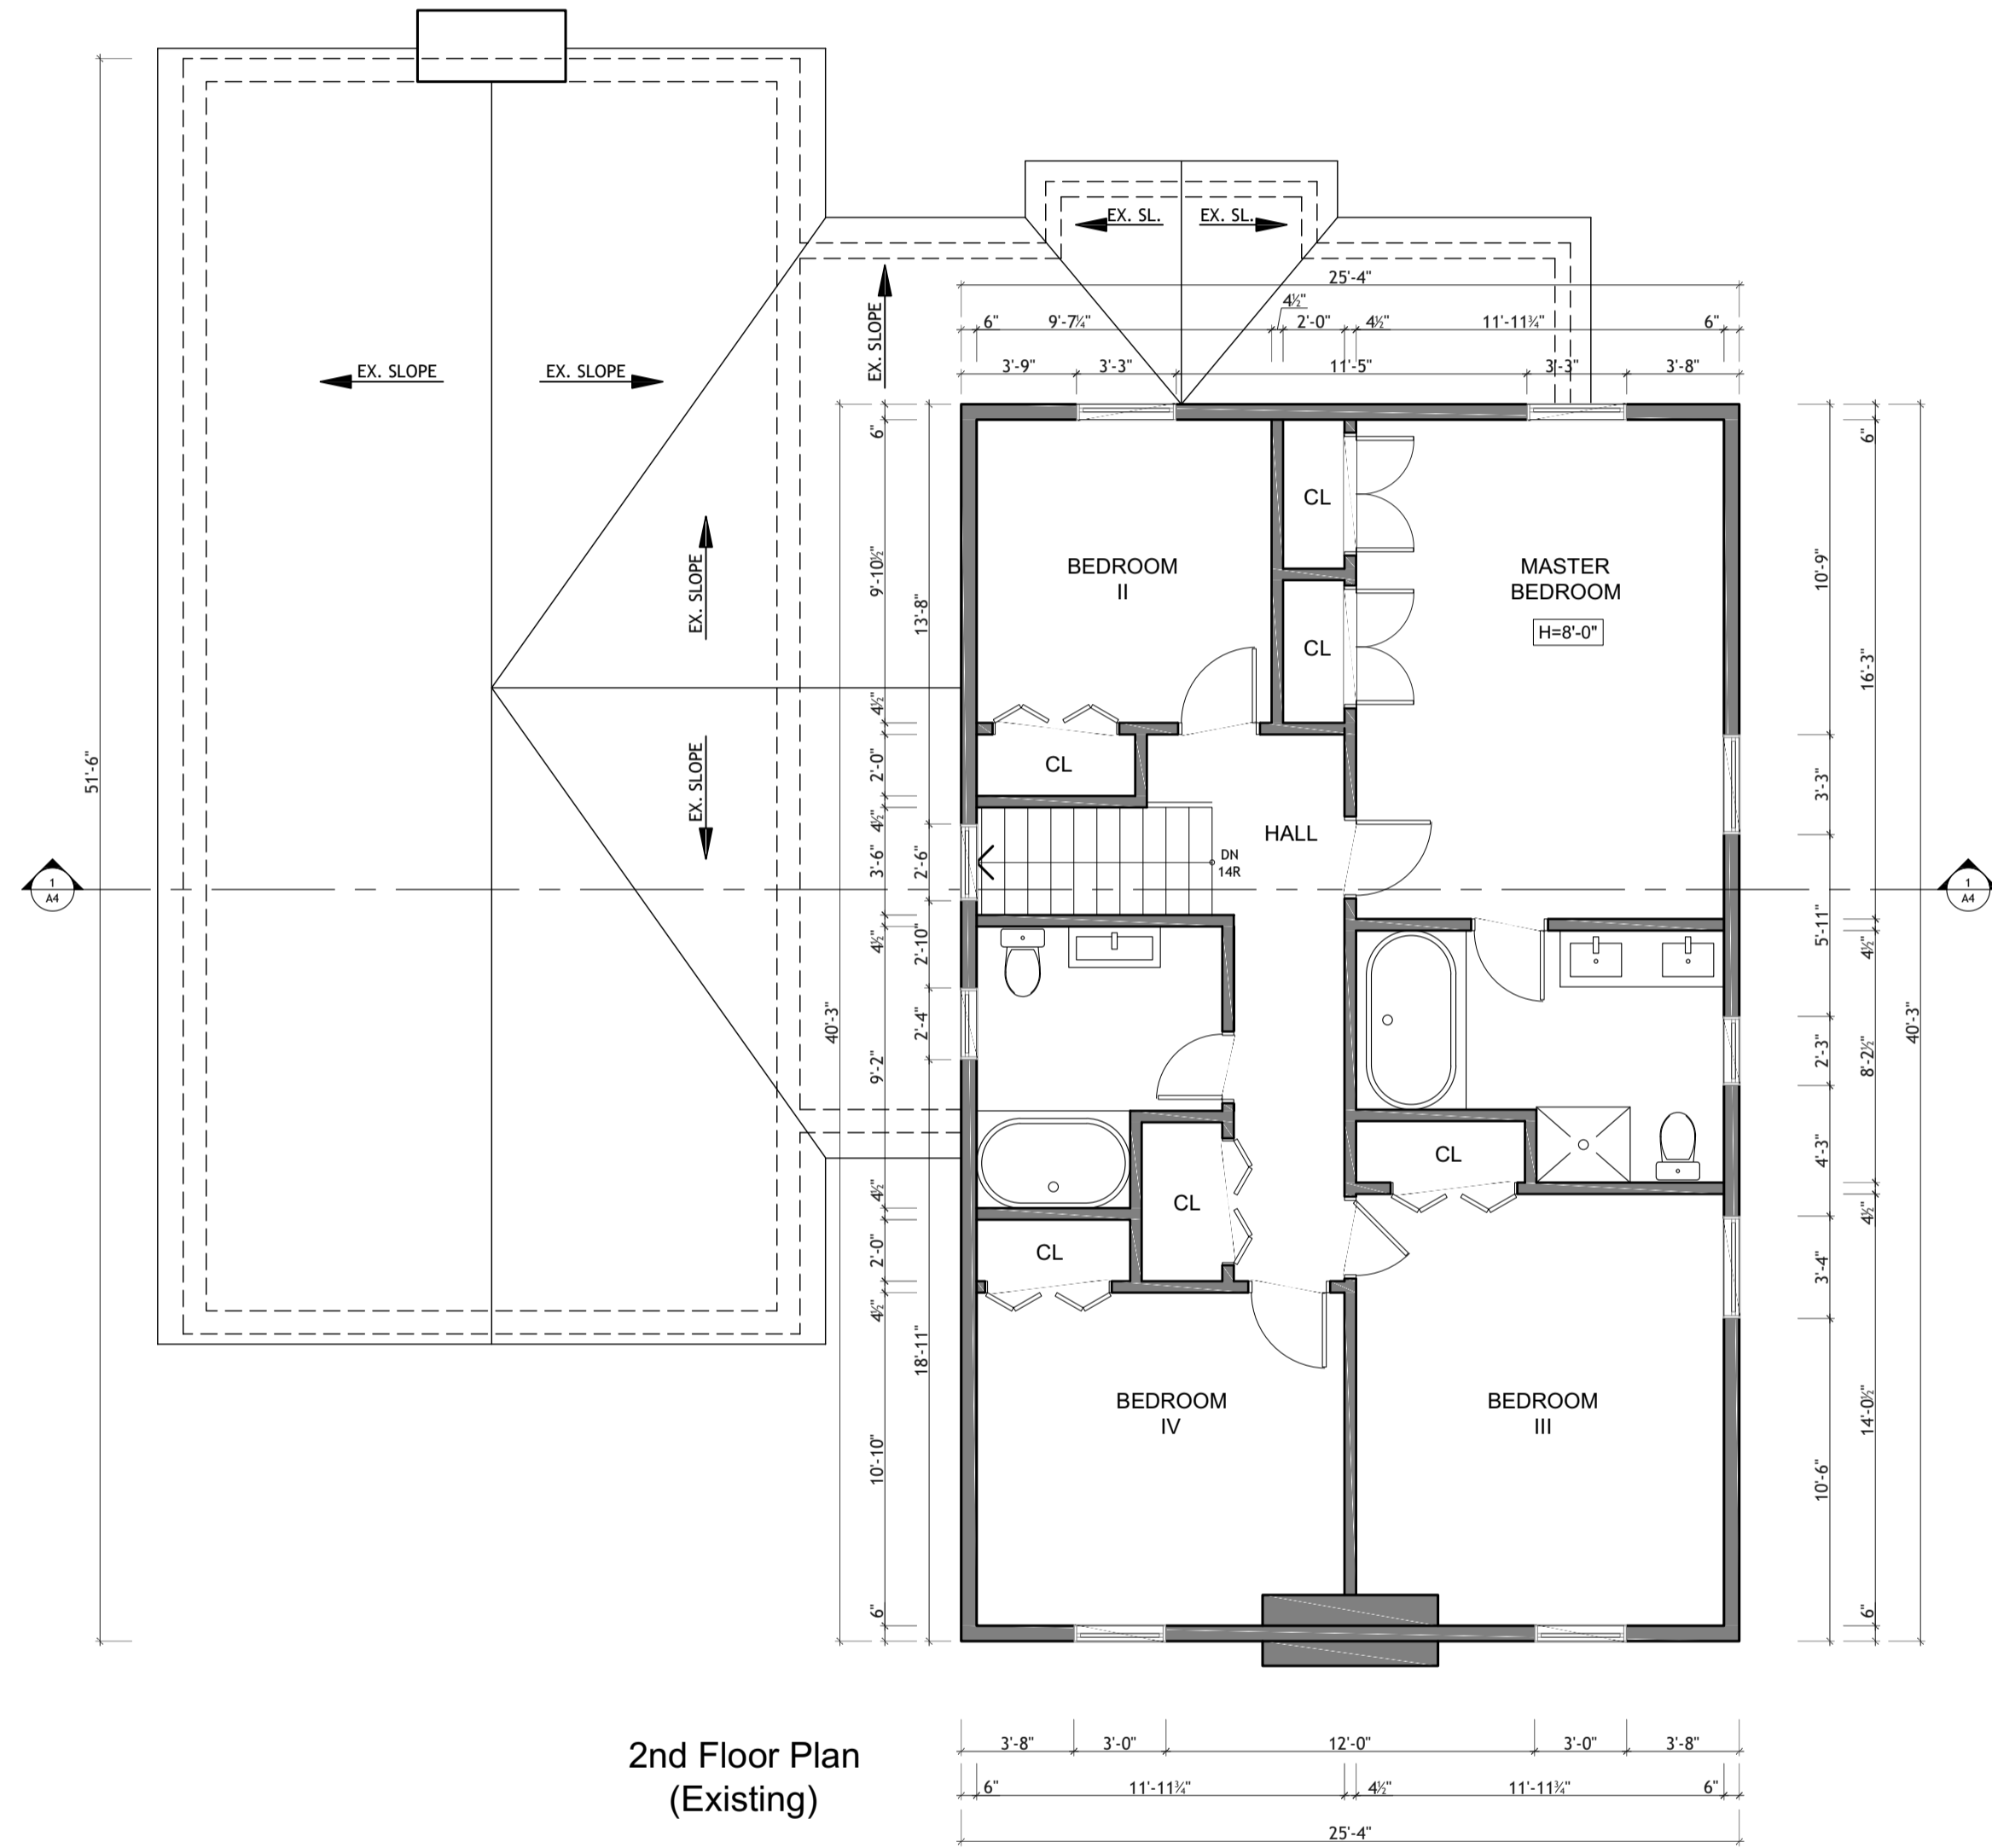 EX. SL.
EX. SL.
25'-4"
4½"
6"
9'-7¼"
2'-0"
4½"
11'-11¾"
6"
3'-9"
3'-3"
11'-5"
3'-3"
3'-8"
EX. SLOPE
EX. SLOPE
EX. SLOPE
EX. SLOPE
EX. SLOPE
51'-6"
40'-3"
6"
9'-10½"
4½"
2'-0"
4½"
3'-6"
4½"
9'-2"
4½"
2'-0"
4½"
10'-10"
6"
13'-8"
2'-6"
2'-10"
2'-4"
18'-11"
BEDROOM
II
CL
CL
MASTER
BEDROOM
H=8'-0"
CL
HALL
DN
14R
1
A4
1
A4
CL
CL
CL
BEDROOM
IV
BEDROOM
III
10'-9"
3'-3"
5'-11"
2'-3"
4'-3"
3'-4"
10'-6"
6"
16'-3"
4½"
8'-2½"
4½"
14'-0½"
6"
40'-3"
3'-8"
3'-0"
12'-0"
3'-0"
3'-8"
6"
11'-11¾"
4½"
11'-11¾"
6"
25'-4"
2nd Floor Plan
(Existing)